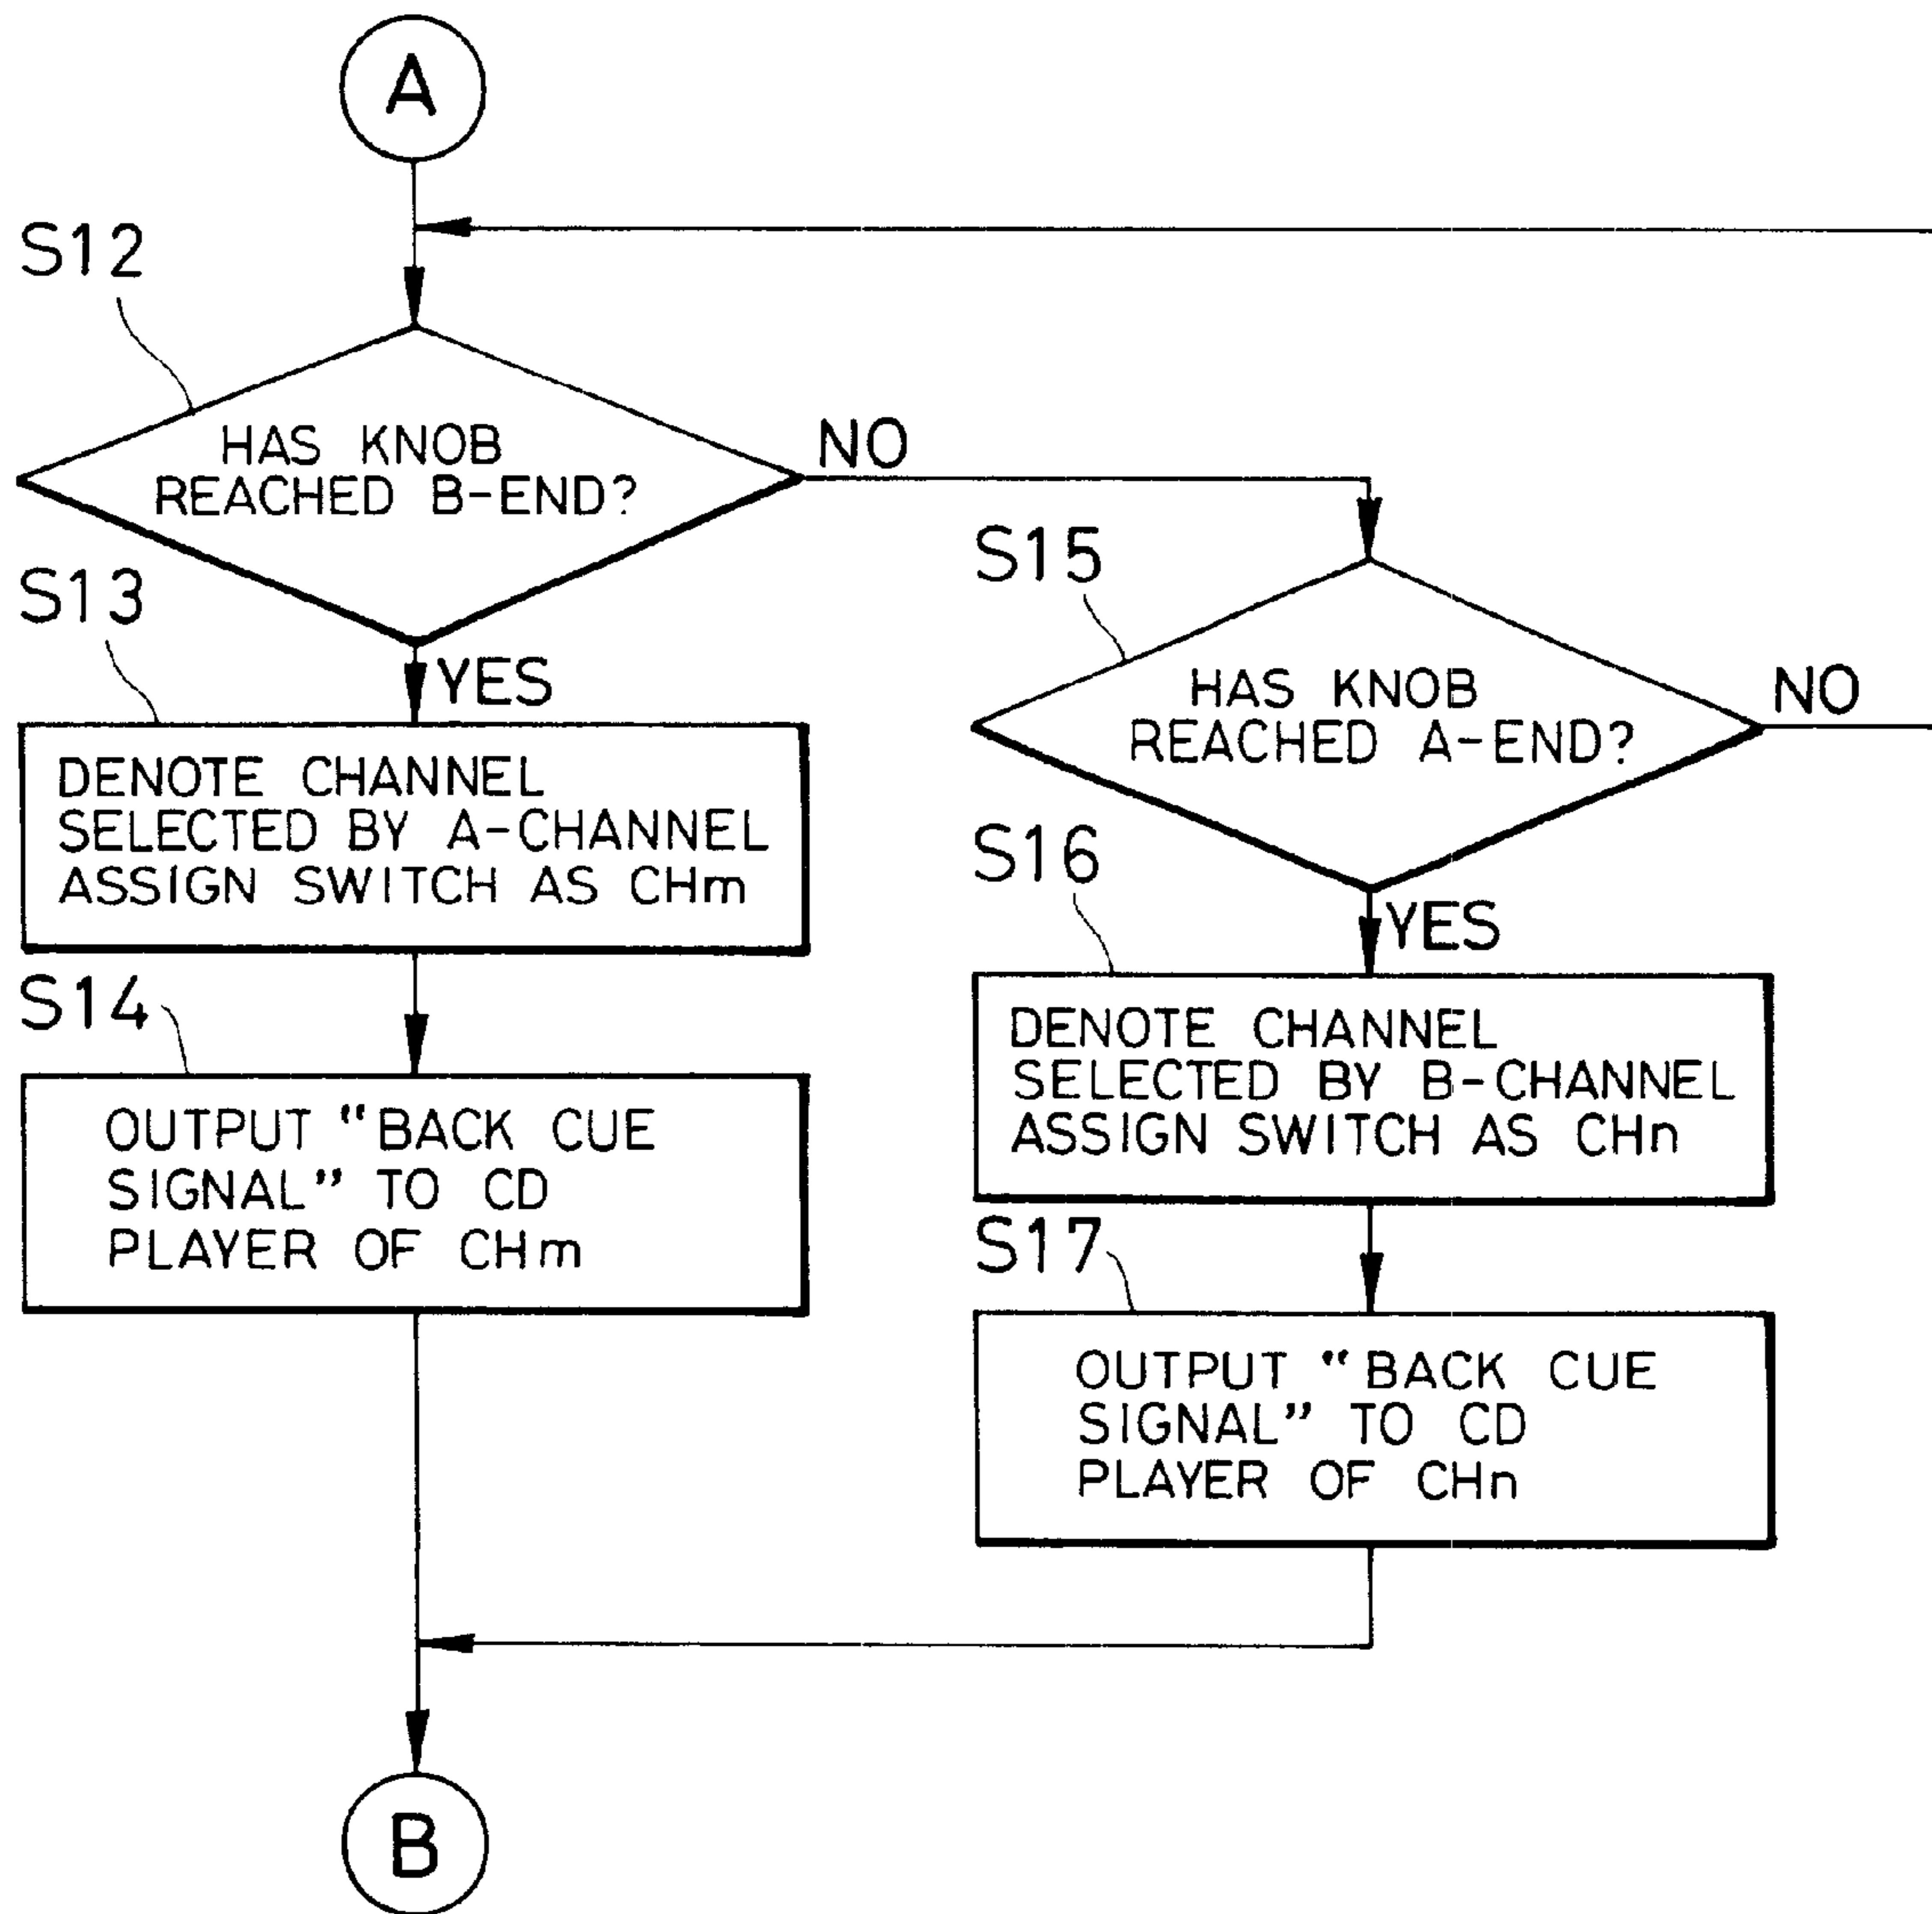 A
S12
HAS KNOB
REACHED B-END?
NO
YES
S13
DENOTE CHANNEL
SELECTED BY A-CHANNEL
ASSIGN SWITCH AS CHm
S14
OUTPUT “BACK CUE
SIGNAL” TO CD
PLAYER OF CHm
S15
HAS KNOB
REACHED A-END?
NO
YES
S16
DENOTE CHANNEL
SELECTED BY B-CHANNEL
ASSIGN SWITCH AS CHn
S17
OUTPUT “BACK CUE
SIGNAL” TO CD
PLAYER OF CHn
B